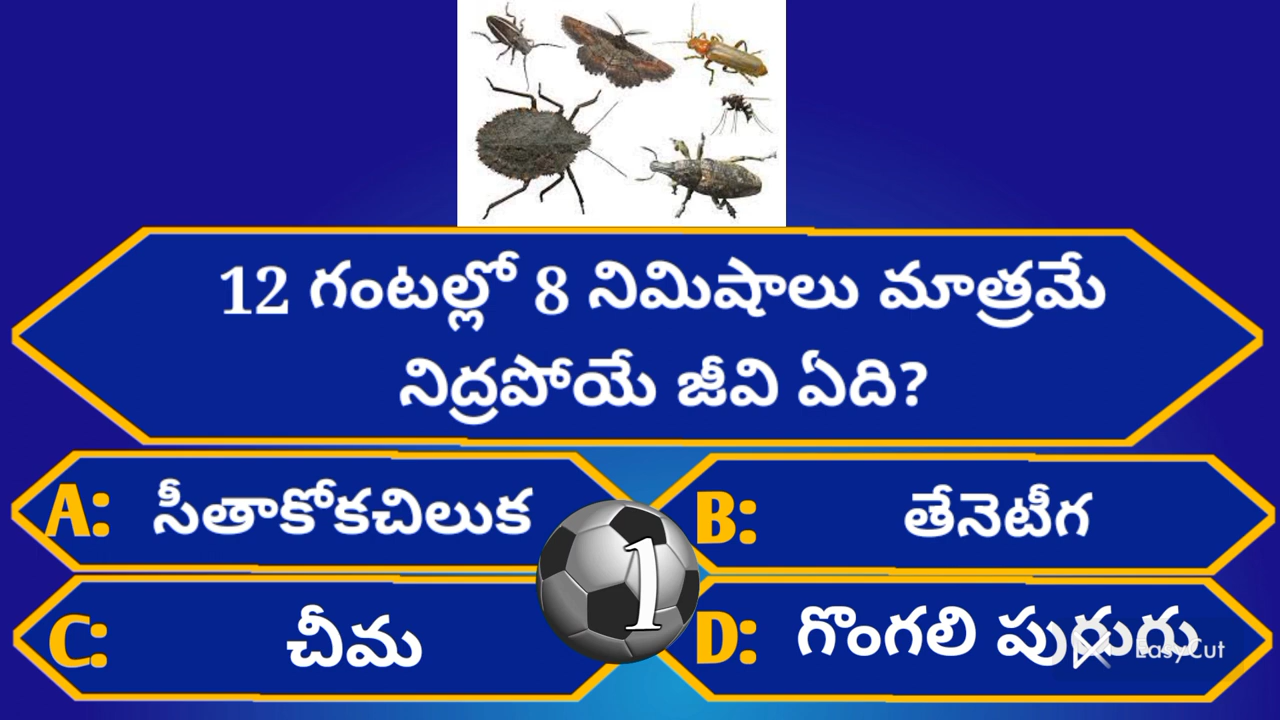 12 గంటల్లో 8 నిమిషాలు మాత్రమే
నిద్రపోయే జీవి ఏది?
A: సీతాకోకచిలుక
B: తేనెటీగ
1
C: చీమ
D: గొంగలి పురుగు
EasyCut